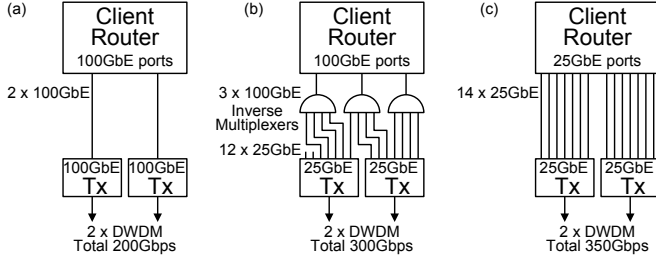 (a)
Client
Router
100GbE ports
2 x 100GbE
100GbE 100GbE
Tx Tx
2 x DWDM
Total 200Gbps
(b)
Client
Router
100GbE ports
3 x 100GbE
Inverse
Multiplexers
12 x 25GbE
25GbE 25GbE
Tx Tx
2 x DWDM
Total 300Gbps
(c)
Client
Router
25GbE ports
14 x 25GbE
25GbE 25GbE
Tx Tx
2 x DWDM
Total 350Gbps